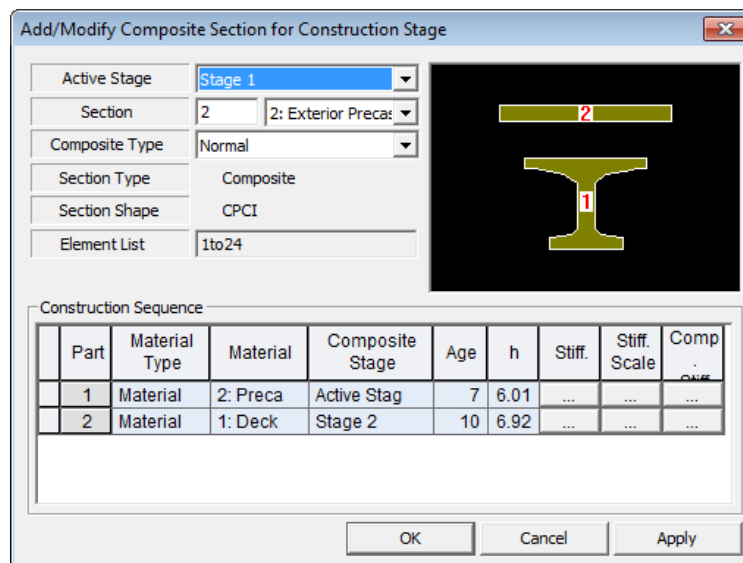 Add/Modify Composite Section for Construction Stage
Active Stage Stage 1
Section 2 2: Exterior Precas
Composite Type Normal
Section Type Composite
Section Shape CPCI
Element List 1to24
2
1
Construction Sequence
Part Material Type Material Composite Stage Age h Stiff. Stiff. Scale Comp .
1 Material 2: Preca Active Stag 7 6.01 ... ... ...
2 Material 1: Deck Stage 2 10 6.92 ... ... ...
OK Cancel Apply